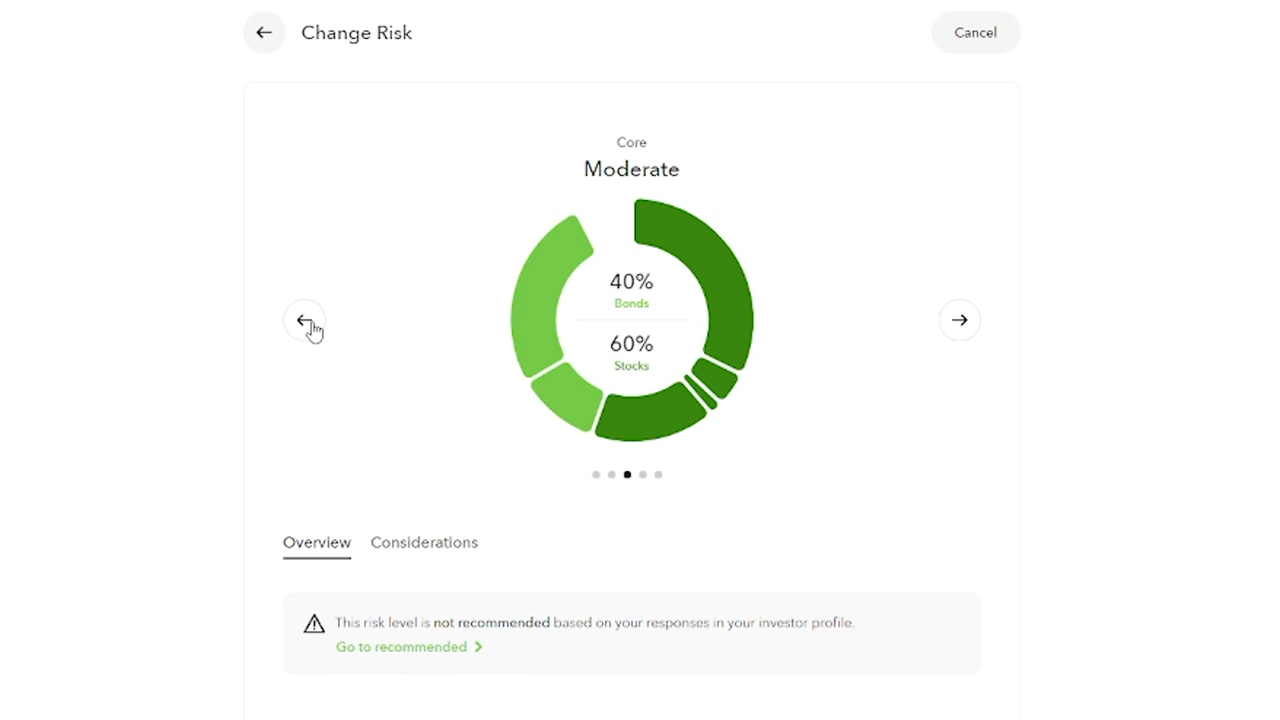 Change Risk
Cancel
Core
Moderate
40%
Bonds
60%
Stocks
Overview
Considerations
This risk level is not recommended based on your responses in your investor profile.
Go to recommended